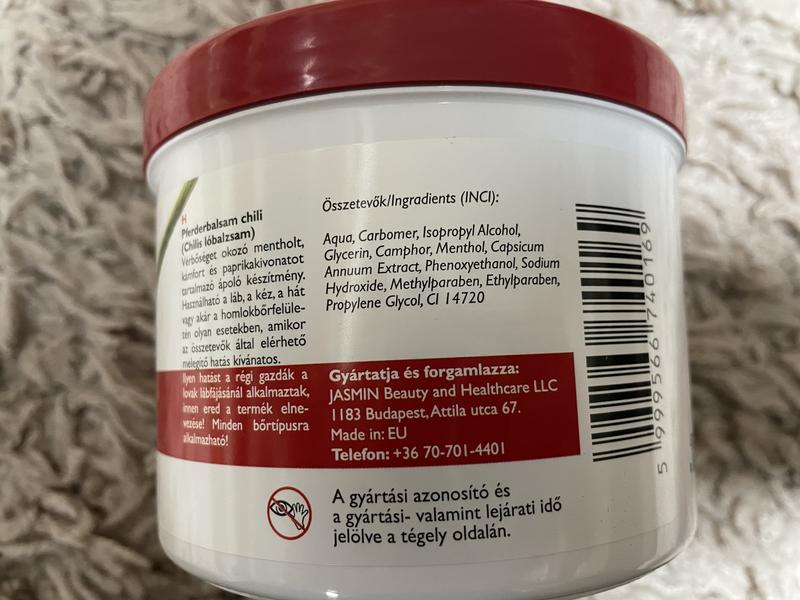 H
Pferderbalsam chili
(Chilis lóbalzsam)
Vérbőséget okozó mentholt,
kámfort és paprikakivonatot
tartalmazó ápoló készítmény.
Használható a láb, a kéz, a hát
vagy akár a homlokbőrfelüle-
tén olyan esetekben, amikor
az összetevők által elérhető
melegítő hatás kívánatos.
Ilyen hatást a régi gazdák a
lovak lábfájásánál alkalmaztak,
innen ered a termék elne-
vezése! Minden bőrtípusra
alkalmazható!
Összetevők/Ingredients (INCI):
Aqua, Carbomer, Isopropyl Alcohol,
Glycerin, Camphor, Menthol, Capsicum
Annuum Extract, Phenoxyethanol, Sodium
Hydroxide, Methylparaben, Ethylparaben,
Propylene Glycol, CI 14720
Gyártatja és forgamlazza:
JASMIN Beauty and Healthcare LLC
1183 Budapest, Attila utca 67.
Made in: EU
Telefon: +36 70-701-4401
A gyártási azonosító és
a gyártási- valamint lejárati idő
jelölve a tégely oldalán.
5 999566 740169